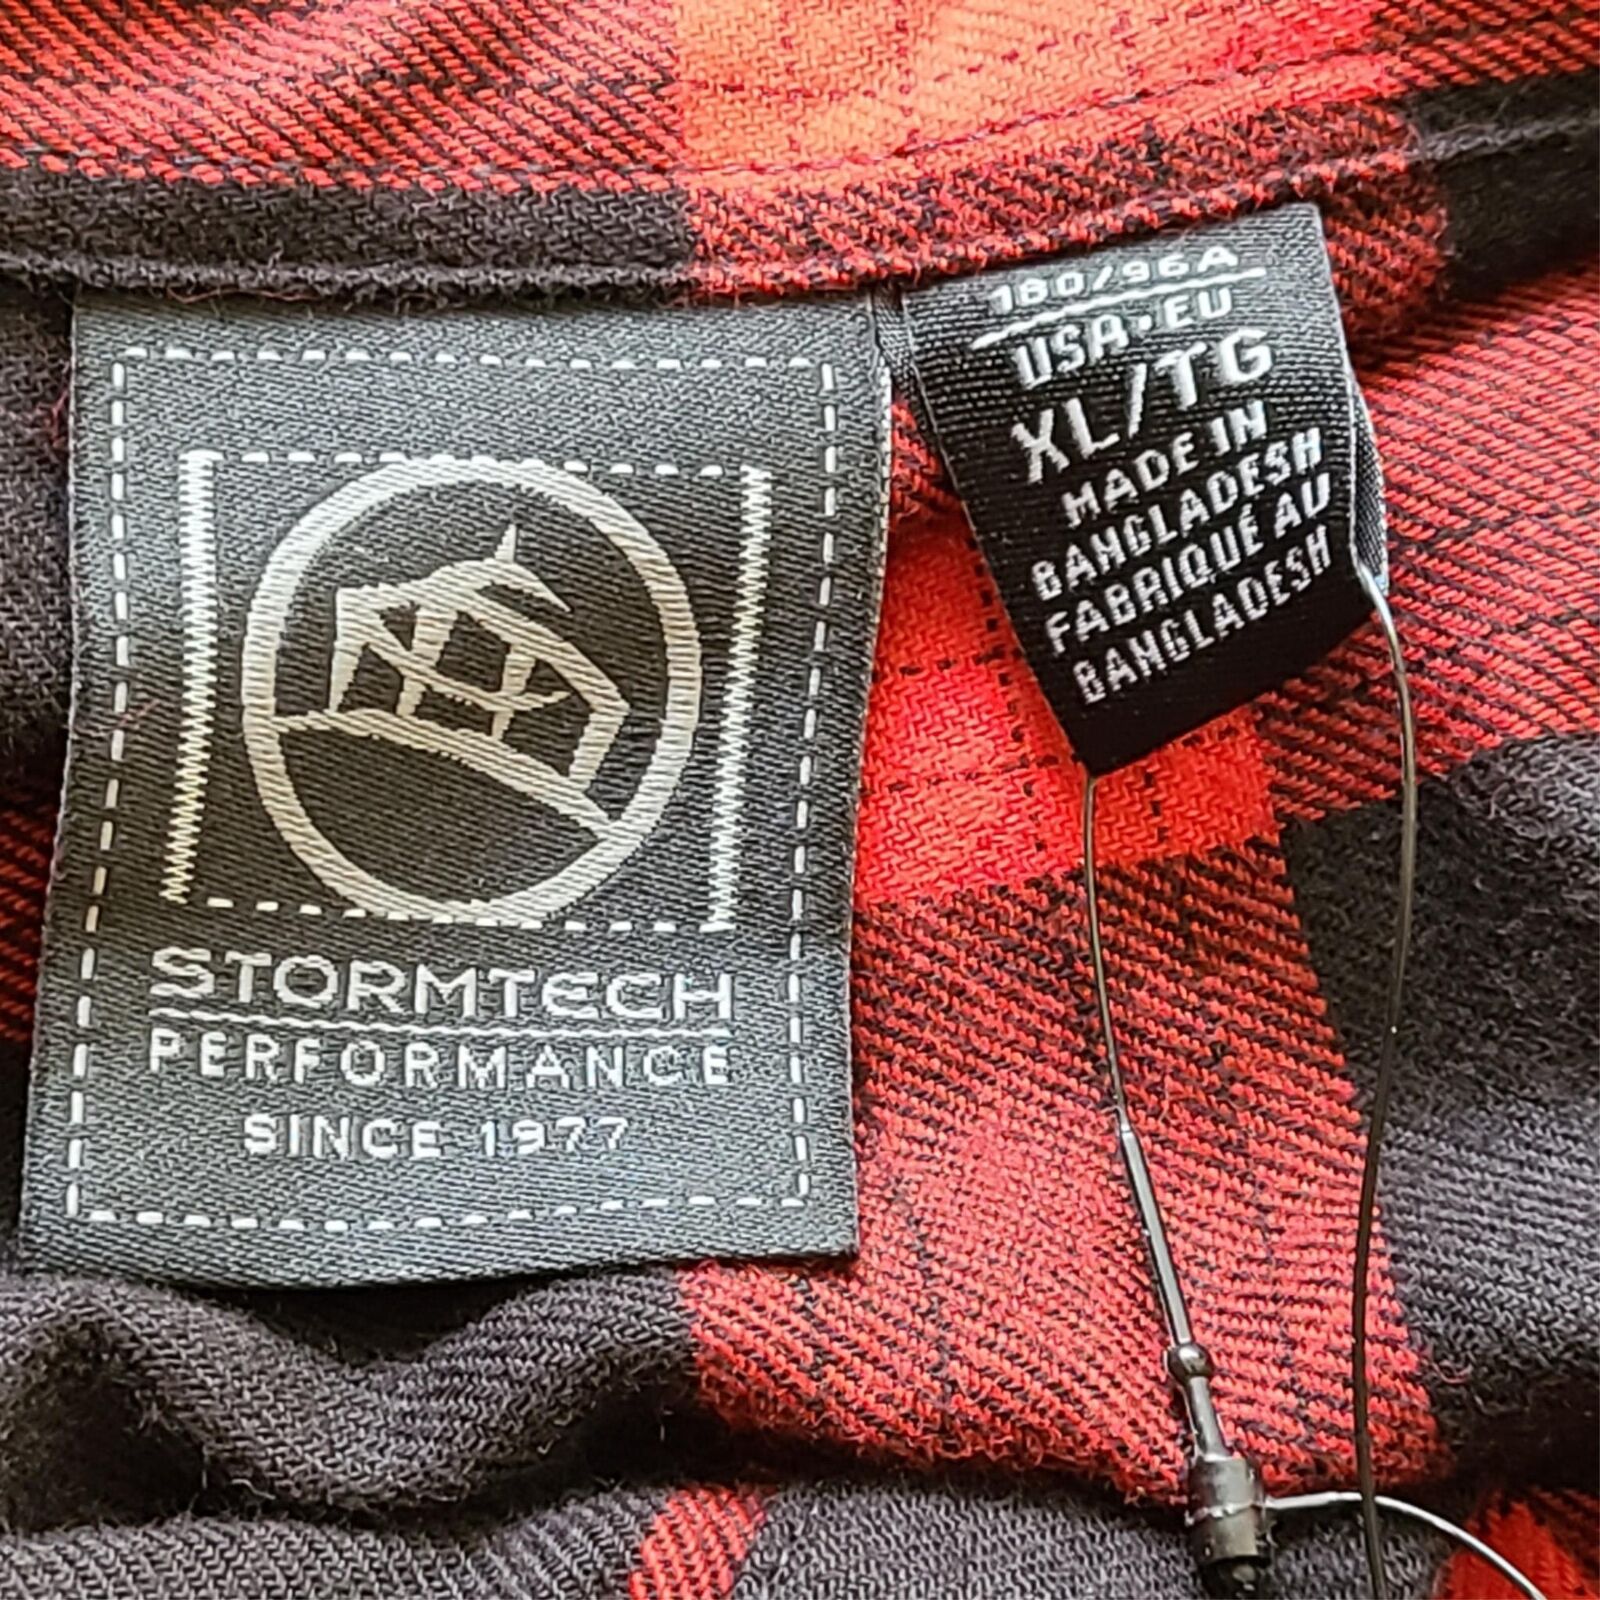 STORMTECH
PERFORMANCE
SINCE 1977
180/96A
USA•EU
XL/TG
MADE IN
BANGLADESH
FABRIQUÉ AU
BANGLADESH